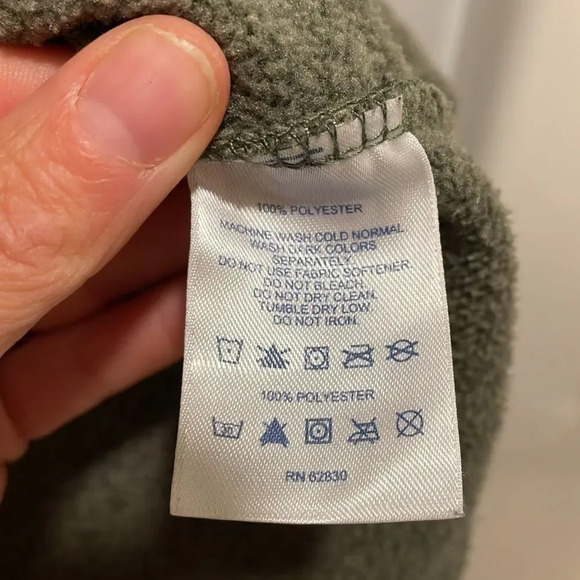 100% POLYESTER
MACHINE WASH COLD NORMAL
WASH DARK COLORS
SEPARATELY.
DO NOT USE FABRIC SOFTENER.
DO NOT BLEACH.
DO NOT DRY CLEAN.
TUMBLE DRY LOW.
DO NOT IRON.
100% POLYESTER
30
RN 62830